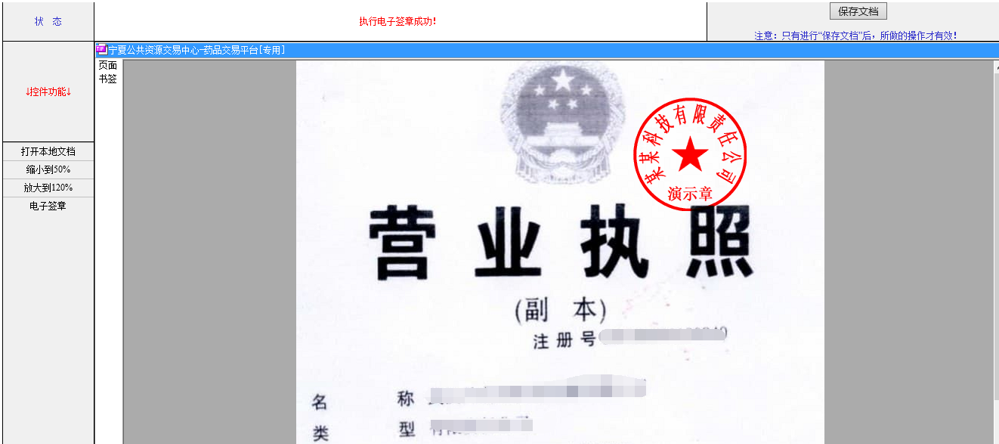 状 态
执行电子签章成功!
保存文档
注意：只有进行“保存文档”后，所做的操作才有效!
↓控件功能↓
TIF
宁夏公共资源交易中心-药品交易平台[专用]
页面
书签
打开本地文档
缩小到50%
放大到120%
电子签章
某某科技有限责任公司
演示章
营业执照
(副 本)
注册号
名 称
类 型